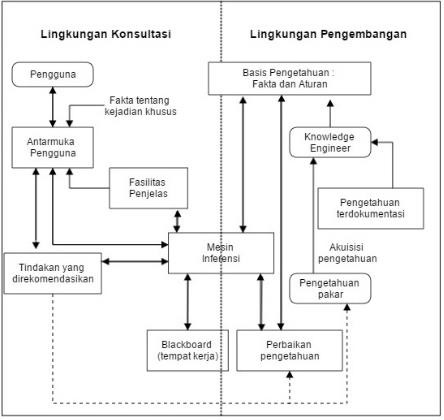 Lingkungan Konsultasi
Lingkungan Pengembangan
Pengguna
Fakta tentang
kejadian khusus
Antarmuka
Pengguna
Fasilitas
Penjelas
Tindakan yang
direkomendasikan
Mesin
Inferensi
Blackboard
(tempat kerja)
Basis Pengetahuan :
Fakta dan Aturan
Knowledge
Engineer
Pengetahuan
terdokumentasi
Akuisisi
pengetahuan
Pengetahuan
pakar
Perbaikan
pengetahuan